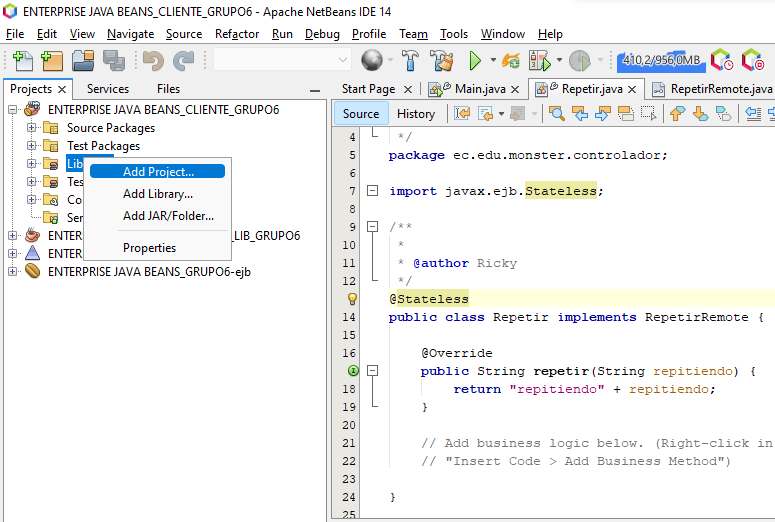 ENTERPRISE JAVA BEANS_CLIENTE_GRUPO6 - Apache NetBeans IDE 14
File Edit View Navigate Source Refactor Run Debug Profile Team Tools Window Help
410,2/956,0MB
Projects Services Files
Start Page Main.java Repetir.java RepetirRemote.java
Source History
ENTERPRISE JAVA BEANS_CLIENTE_GRUPO6
Source Packages
Test Packages
Lib
Tes
Co
Ser
ENTER
_LIB_GRUPO6
ENTER
ENTERPRISE JAVA BEANS_GRUPO6-ejb
Add Project...
Add Library...
Add JAR/Folder...
Properties
4 */
5 package ec.edu.monster.controlador;
6
7 import javax.ejb.Stateless;
8
9 /**
10 *
11 * @author Ricky
12 */
@Stateless
14 public class Repetir implements RepetirRemote {
15
16 @Override
public String repetir(String repitiendo) {
18 return "repitiendo" + repitiendo;
19 }
20
21 // Add business logic below. (Right-click in
22 // "Insert Code > Add Business Method")
23
24 }
25